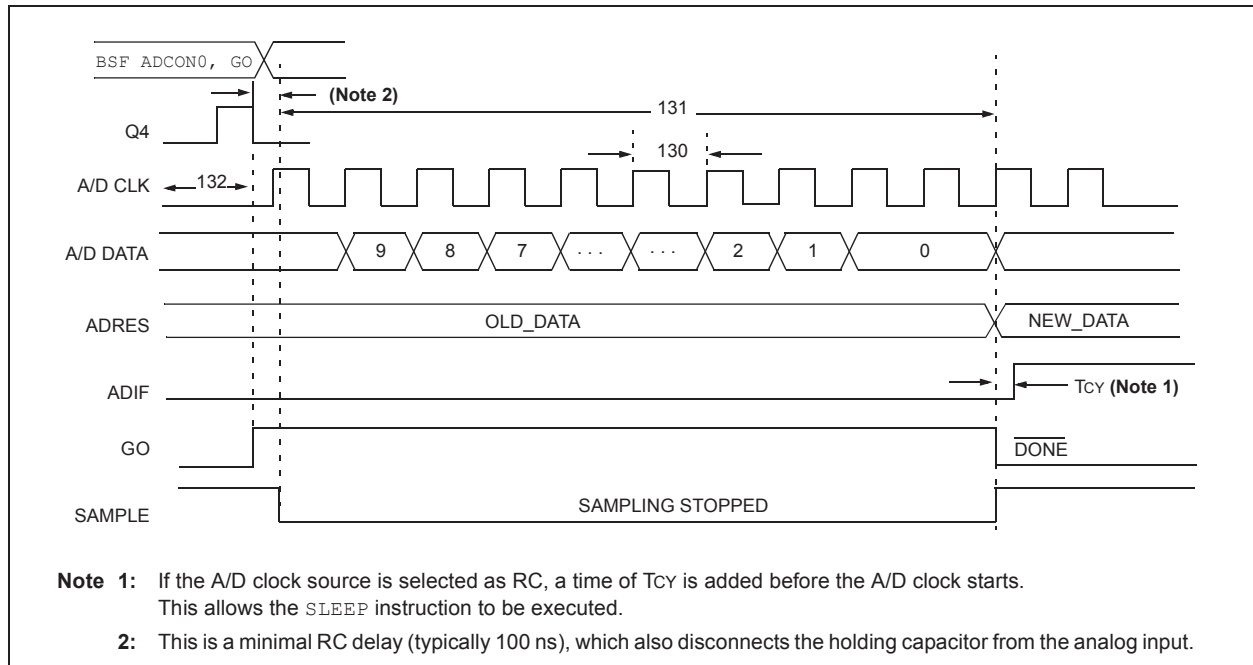 BSF ADCON0, GO
(Note 2)
131
Q4
130
A/D CLK
132
A/D DATA
9 8 7 . . . . . . 2 1 0
ADRES
OLD_DATA
NEW_DATA
ADIF
TCY (Note 1)
GO
DONE
SAMPLE
SAMPLING STOPPED
Note 1: If the A/D clock source is selected as RC, a time of TCY is added before the A/D clock starts.
This allows the SLEEP instruction to be executed.
2: This is a minimal RC delay (typically 100 ns), which also disconnects the holding capacitor from the analog input.